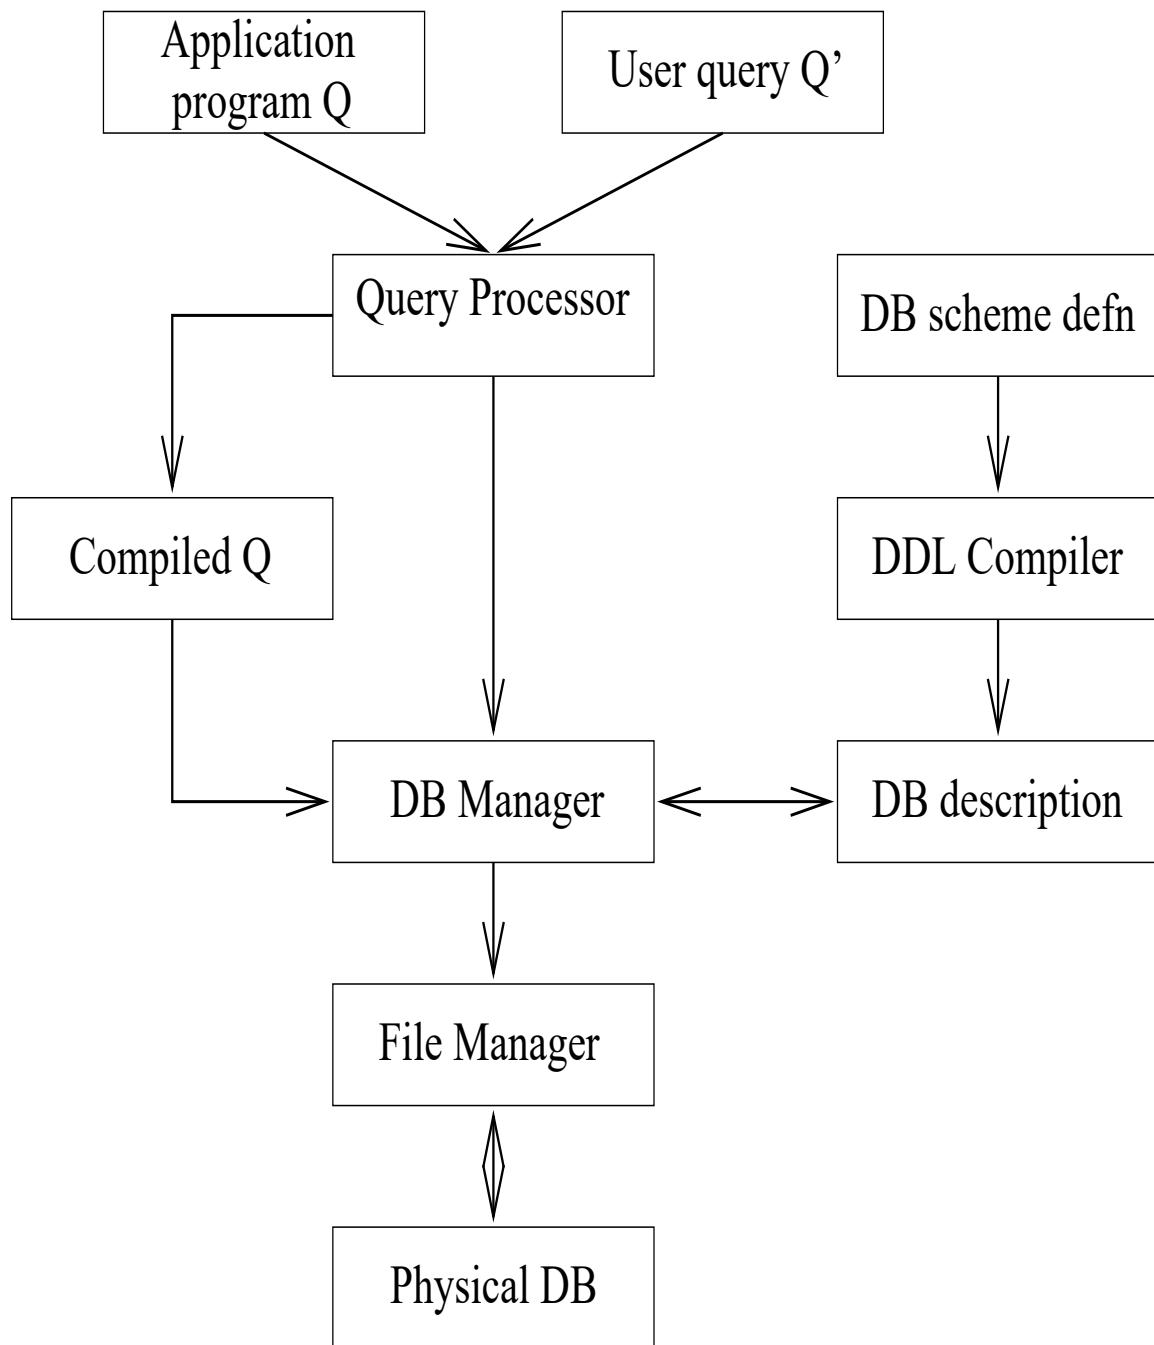 Application
program Q
User query Q’
Query Processor
DB scheme defn
Compiled Q
DDL Compiler
DB Manager
DB description
File Manager
Physical DB